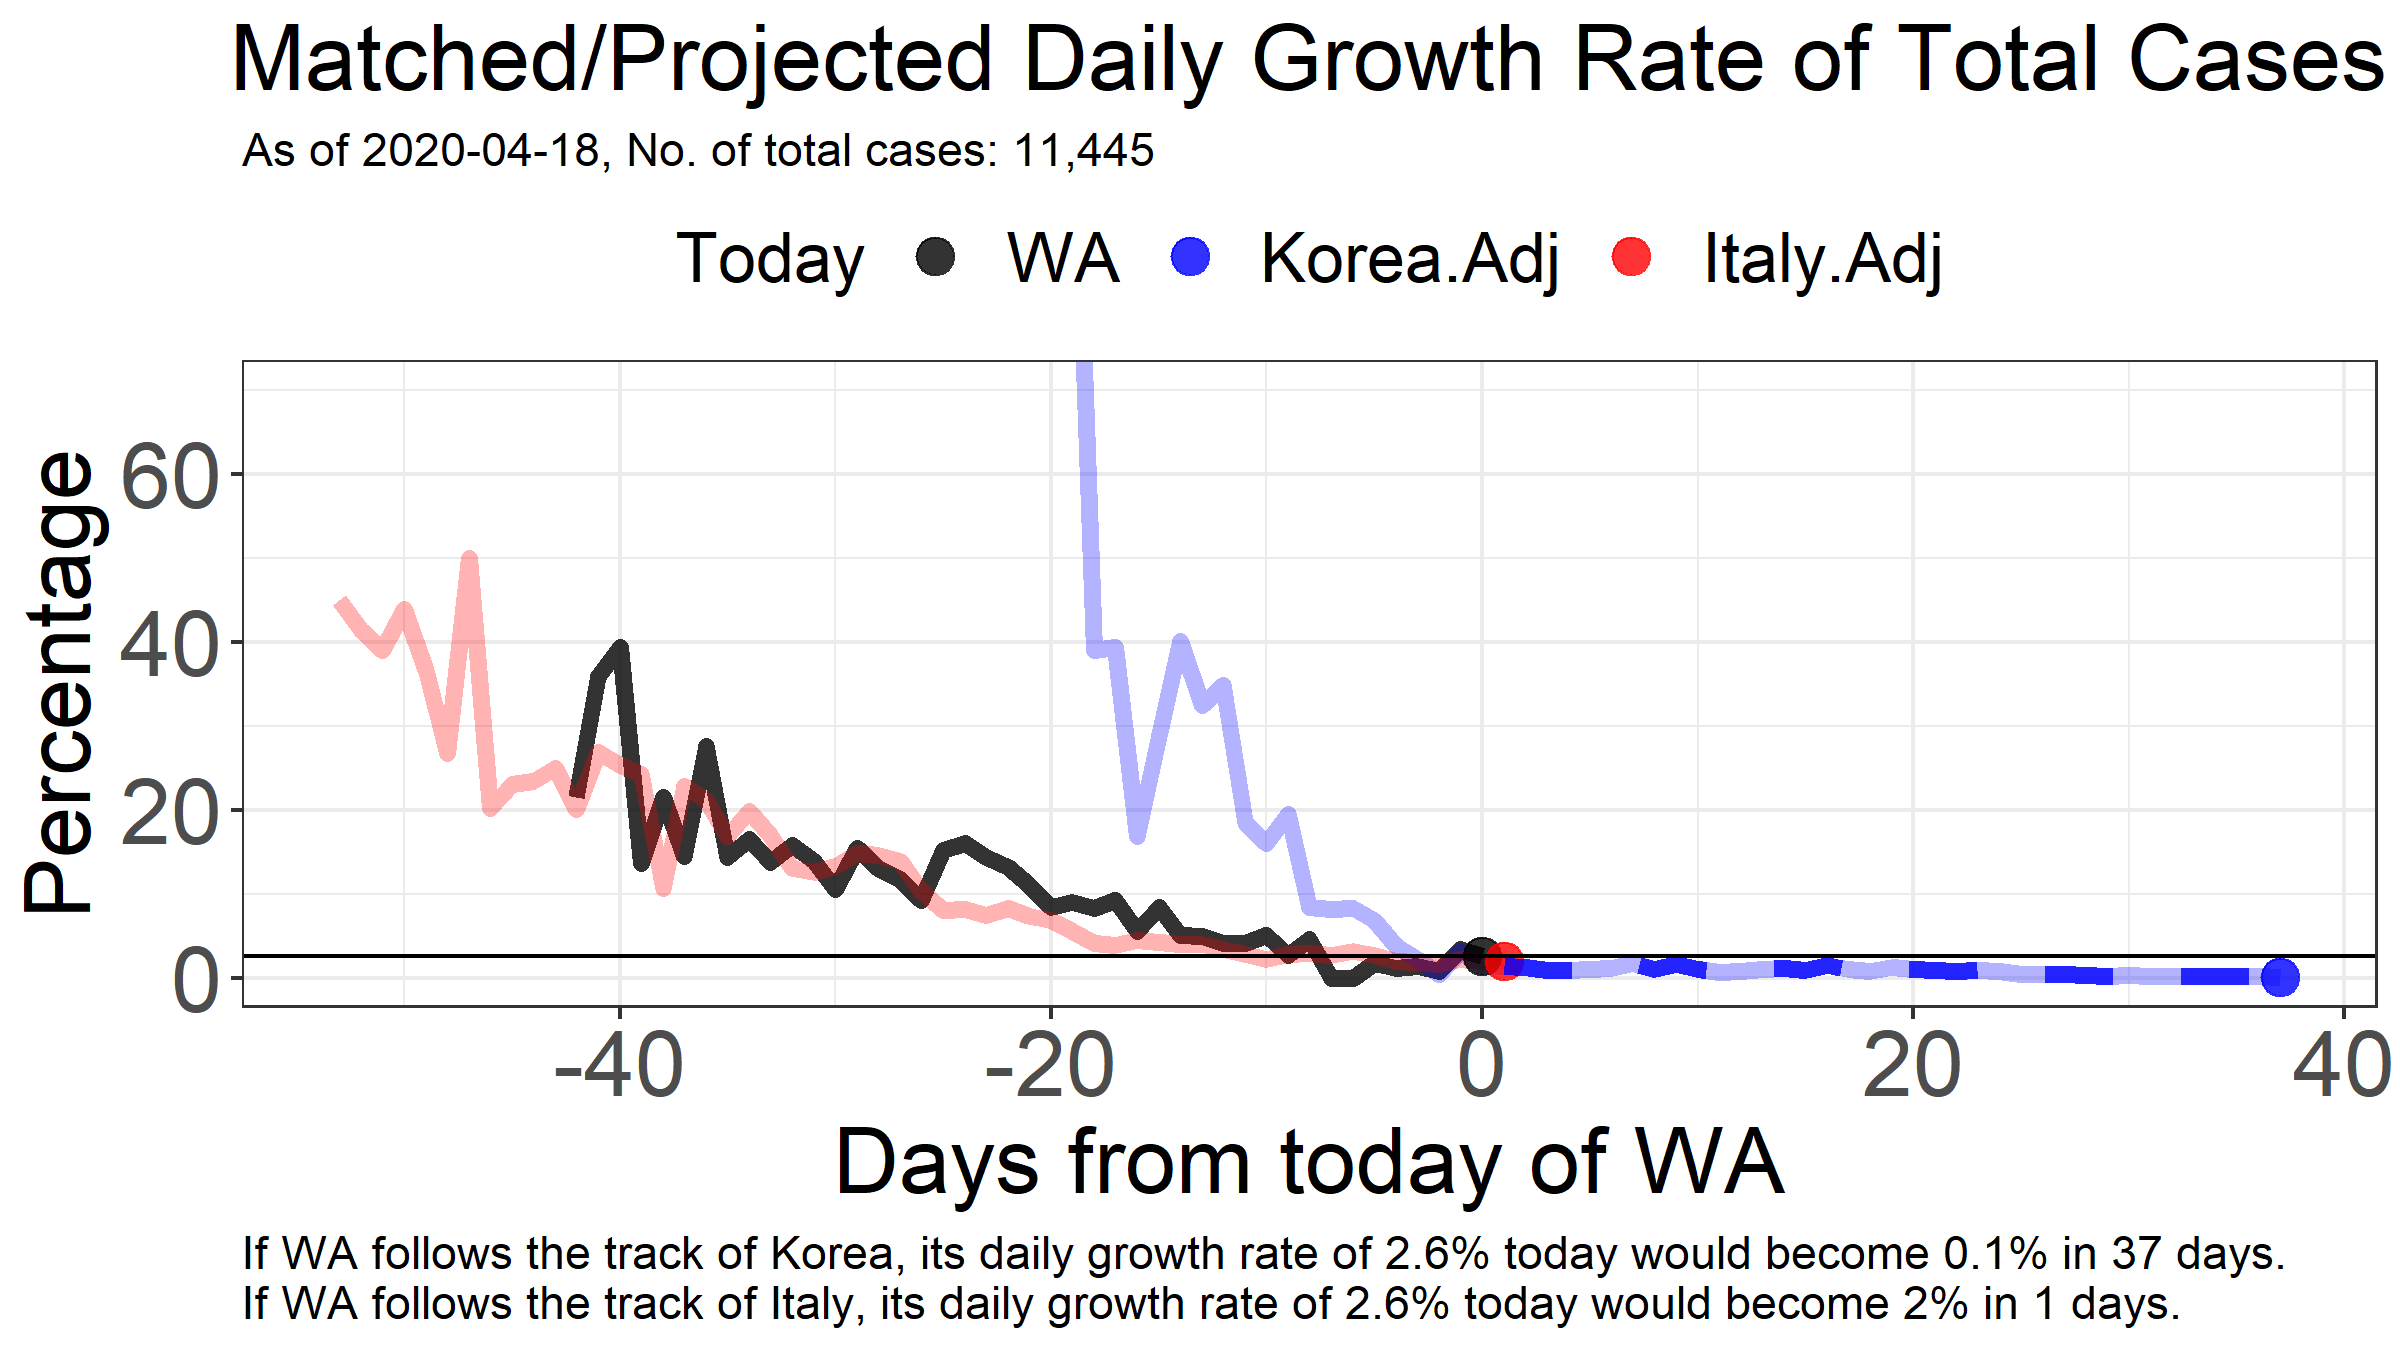 Matched/Projected Daily Growth Rate of Total Cases
As of 2020-04-18, No. of total cases: 11,445
Today WA Korea.Adj Italy.Adj
Percentage
60
40
20
0
-40 -20 0 20 40
Days from today of WA
If WA follows the track of Korea, its daily growth rate of 2.6% today would become 0.1% in 37 days.
If WA follows the track of Italy, its daily growth rate of 2.6% today would become 2% in 1 days.